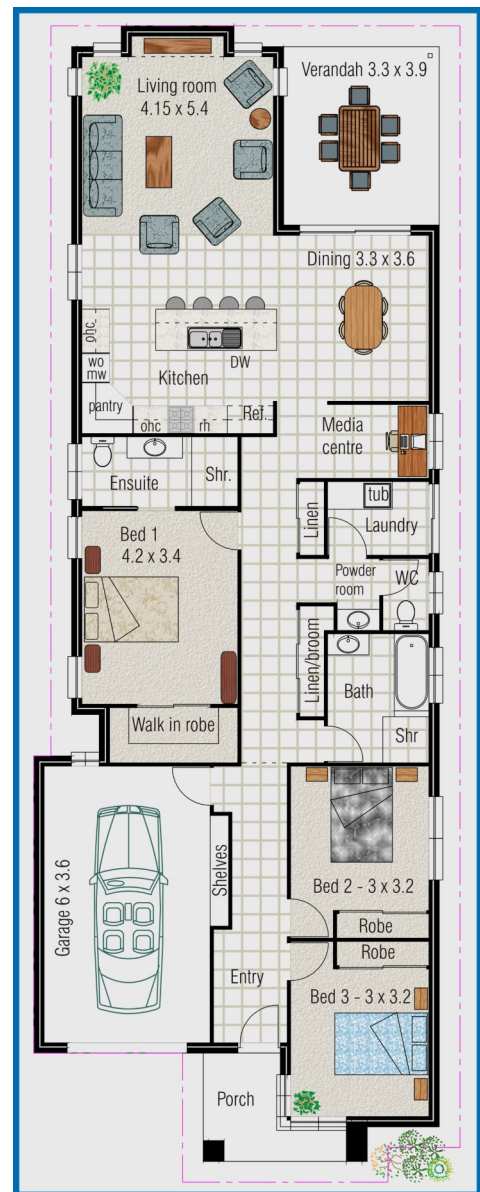 Living room
4.15 x 5.4
Verandah 3.3 x 3.9
Dining 3.3 x 3.6
ohc
wo
mw
DW
Kitchen
pantry
ohc
rh
Ref.
Media
centre
Ensuite
Shr.
Linen
tub
Laundry
Bed 1
4.2 x 3.4
Powder
room
WC
Linen/broom
Bath
Walk in robe
Shr
Garage 6 x 3.6
Shelves
Bed 2 - 3 x 3.2
Robe
Robe
Entry
Bed 3 - 3 x 3.2
Porch